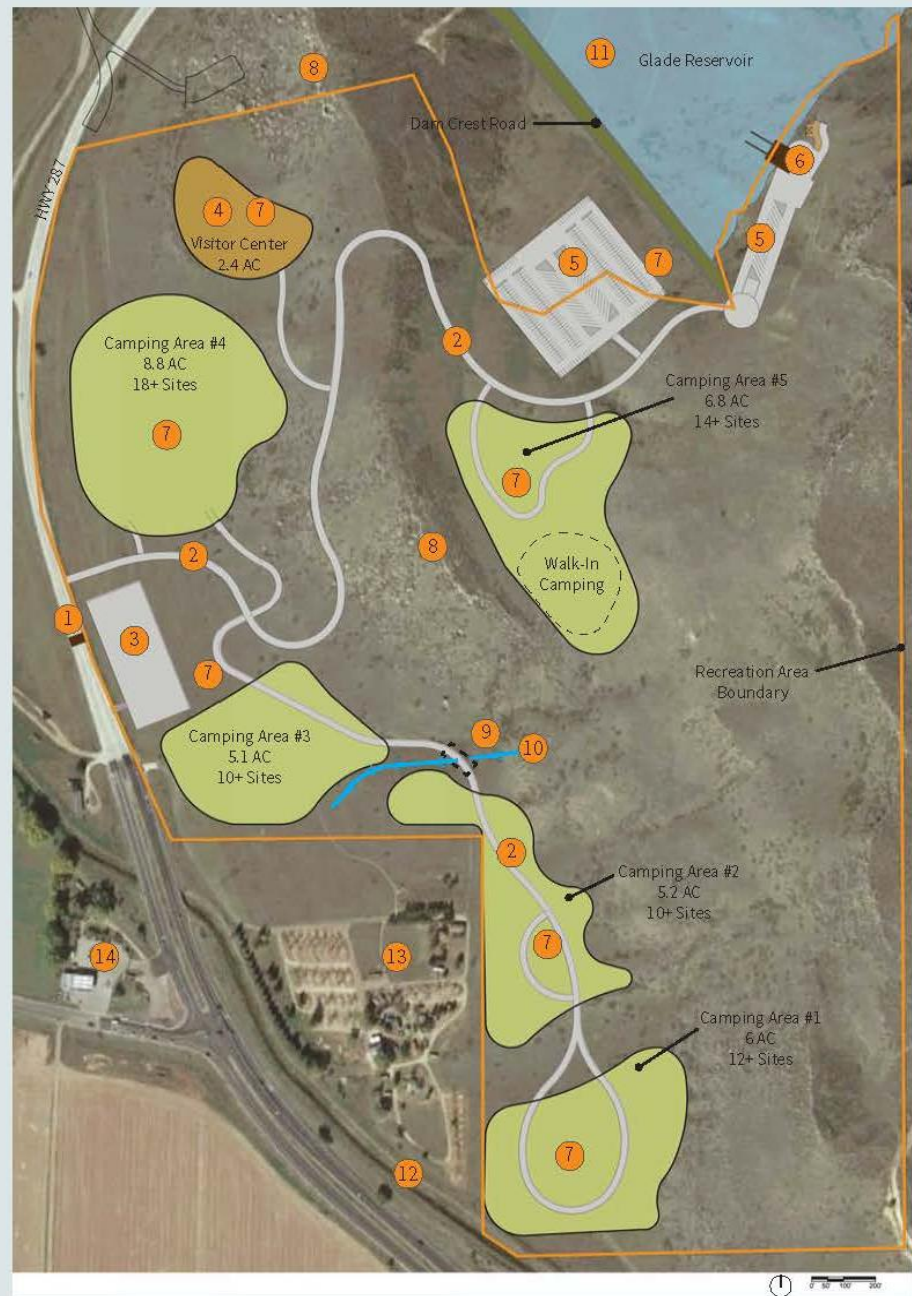 8
11
Glade Reservoir
Dam Crest Road
6
HWY 287
4
7
Visitor Center
2.4 AC
5
5
7
2
Camping Area #4
8.8 AC
18+ Sites
7
Camping Area #5
6.8 AC
14+ Sites
7
8
2
Walk-In
Camping
1
3
7
Recreation Area
Boundary
Camping Area #3
5.1 AC
10+ Sites
9
10
2
Camping Area #2
5.2 AC
10+ Sites
7
13
14
Camping Area #1
6 AC
12+ Sites
7
12
0' 50' 100' 200'